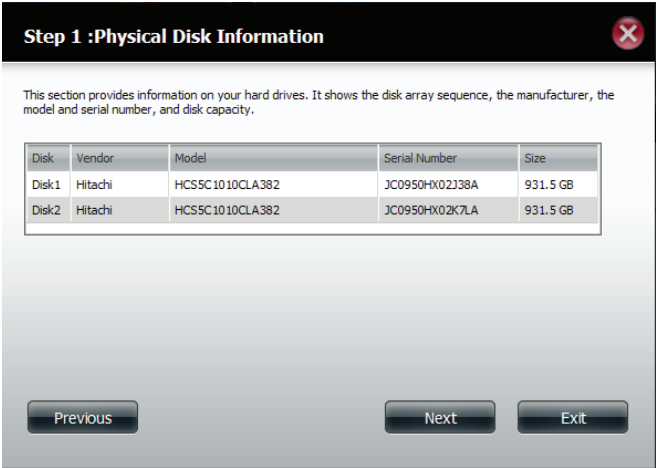 Step 1 :Physical Disk Information
This section provides information on your hard drives. It shows the disk array sequence, the manufacturer, the
model and serial number, and disk capacity.
Disk Vendor Model Serial Number Size
Disk1 Hitachi HCS5C1010CLA382 JC0950HX02J38A 931.5 GB
Disk2 Hitachi HCS5C1010CLA382 JC0950HX02K7LA 931.5 GB
Previous Next Exit